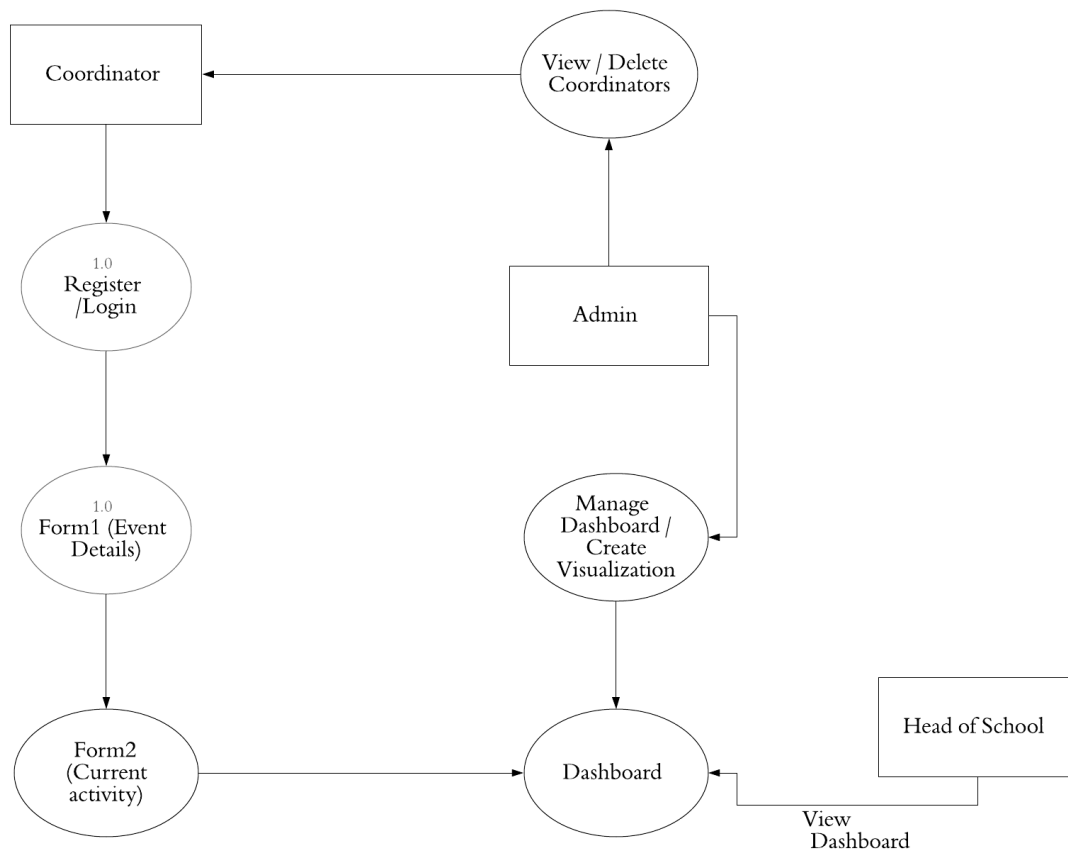 Coordinator
View / Delete
Coordinators
1.0
Register
/Login
Admin
1.0
Form1 (Event
Details)
Manage
Dashboard /
Create
Visualization
Form2
(Current
activity)
Dashboard
Head of School
View
Dashboard